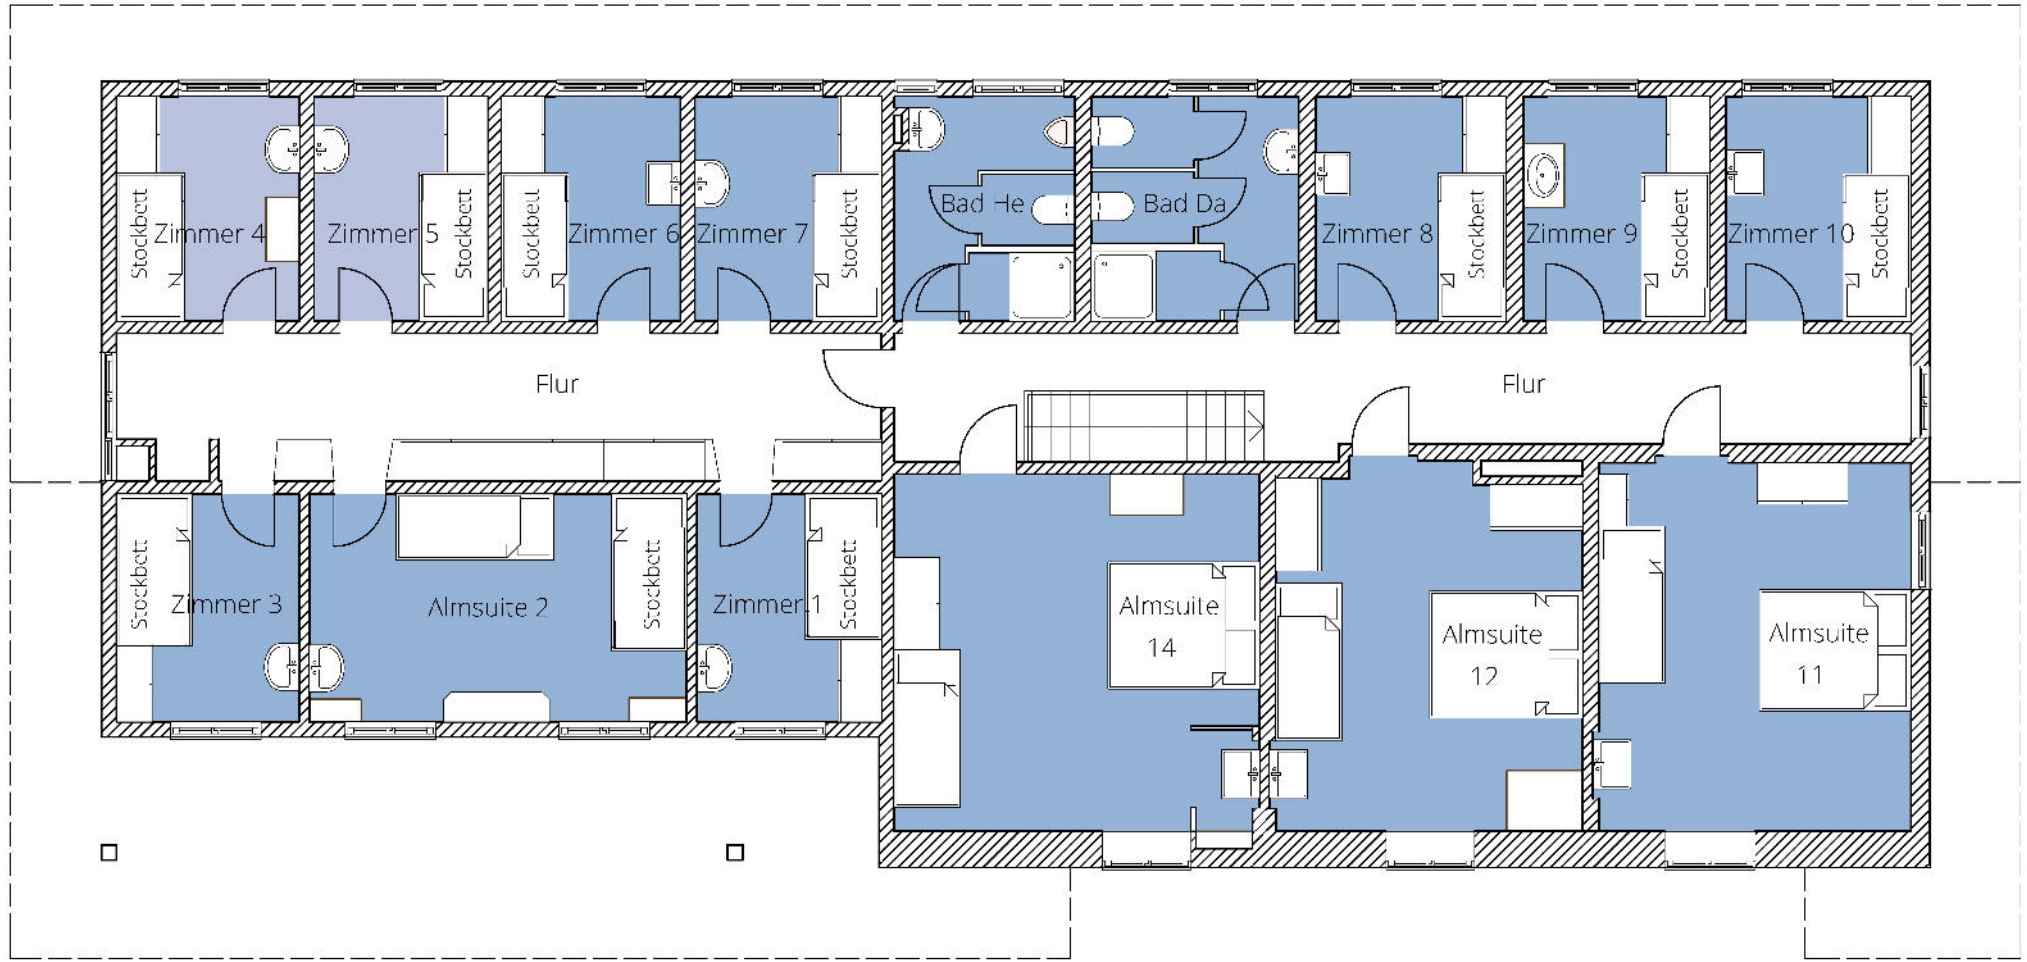 Stockbett
Zimmer 4
Zimmer 5
Stockbett
Stockbett
Zimmer 6
Zimmer 7
Stockbett
Bad He
Bad Da
Zimmer 8
Stockbett
Zimmer 9
Stockbett
Zimmer 10
Stockbett
Flur
Flur
Stockbett
Zimmer 3
Almsuite 2
Stockbett
Zimmer 1
Stockbett
Almsuite
14
Almsuite
12
Almsuite
11